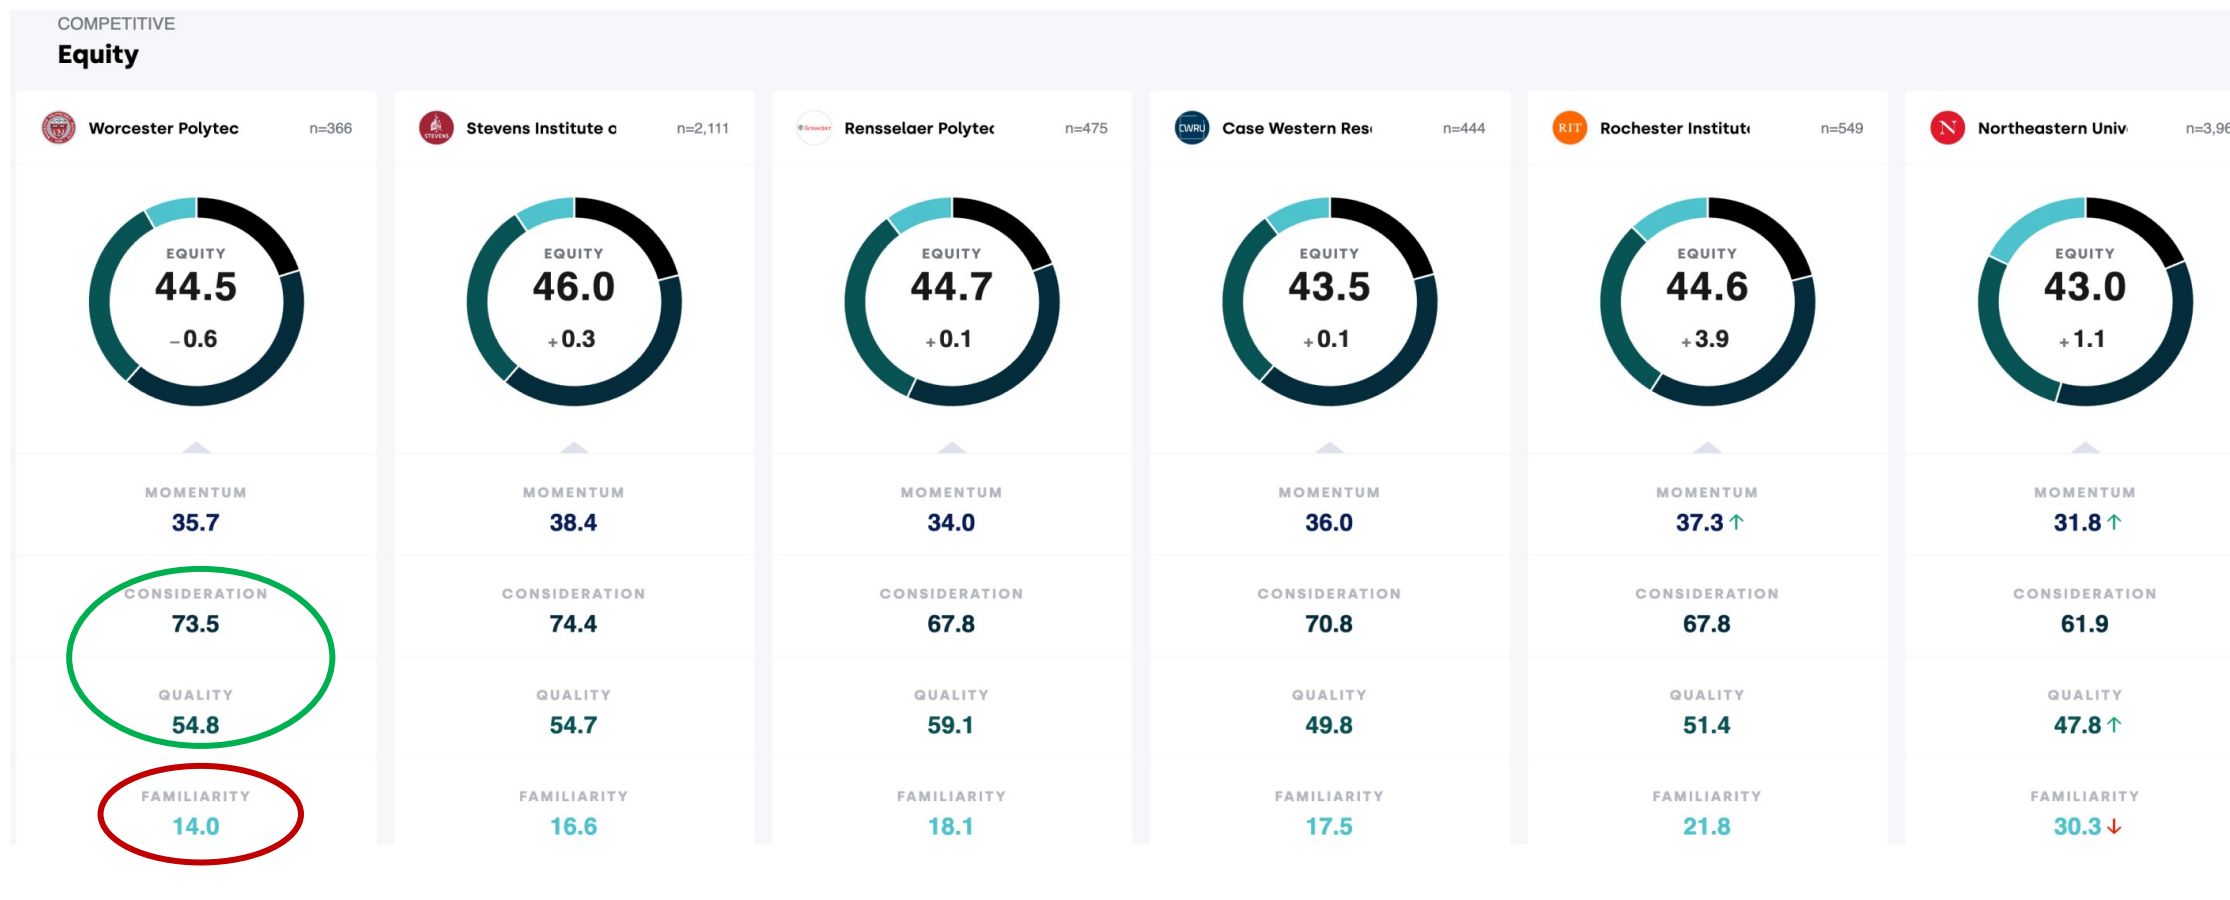 COMPETITIVE
Equity
Worcester Polytec n=366
EQUITY
44.5
−0.6
MOMENTUM
35.7
CONSIDERATION
73.5
QUALITY
54.8
FAMILIARITY
14.0
STEVENS
Stevens Institute o n=2,111
EQUITY
46.0
+0.3
MOMENTUM
38.4
CONSIDERATION
74.4
QUALITY
54.7
FAMILIARITY
16.6
Rensselaer
Rensselaer Polytec n=475
EQUITY
44.7
+0.1
MOMENTUM
34.0
CONSIDERATION
67.8
QUALITY
59.1
FAMILIARITY
18.1
CWRU
Case Western Res n=444
EQUITY
43.5
+0.1
MOMENTUM
36.0
CONSIDERATION
70.8
QUALITY
49.8
FAMILIARITY
17.5
RIT
Rochester Institut n=549
EQUITY
44.6
+3.9
MOMENTUM
37.3 ↑
CONSIDERATION
67.8
QUALITY
51.4
FAMILIARITY
21.8
N
Northeastern Univ n=3,96
EQUITY
43.0
+1.1
MOMENTUM
31.8 ↑
CONSIDERATION
61.9
QUALITY
47.8 ↑
FAMILIARITY
30.3 ↓